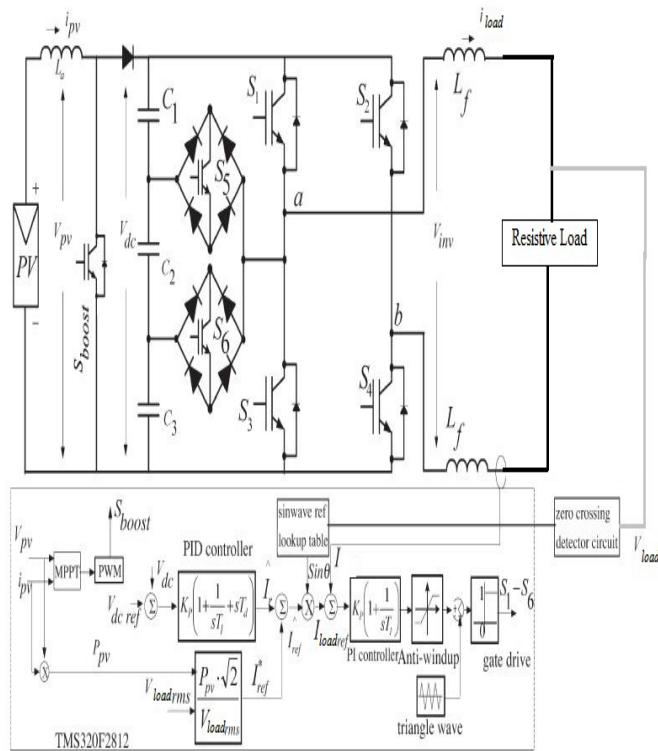 i_pv
L_a
i_load
L_f
C_1
S_1
S_2
S_5
+
a
V_pv
V_dc
V_inv
Resistive Load
PV
C_2
S_boost
−
b
S_6
S_3
S_4
C_3
L_f
S_boost
sinwave ref
lookup table
zero crossing
detector circuit
V_load
V_pv
MPPT
PWM
i_pv
V_dc
PID controller
I
Sinθ
V_dc ref
Σ
K_p(1+1/sT_i+sT_d)
Î_r
Σ
X
Σ
K_p(1+1/sT_i)
1
0
S_1−S_6
Î_ref
I_loadref
PI controller
Anti-windup
gate drive
P_pv
X
V_loadrms
P_pv·√2
V_loadrms
I*_ref
triangle wave
TMS320F2812